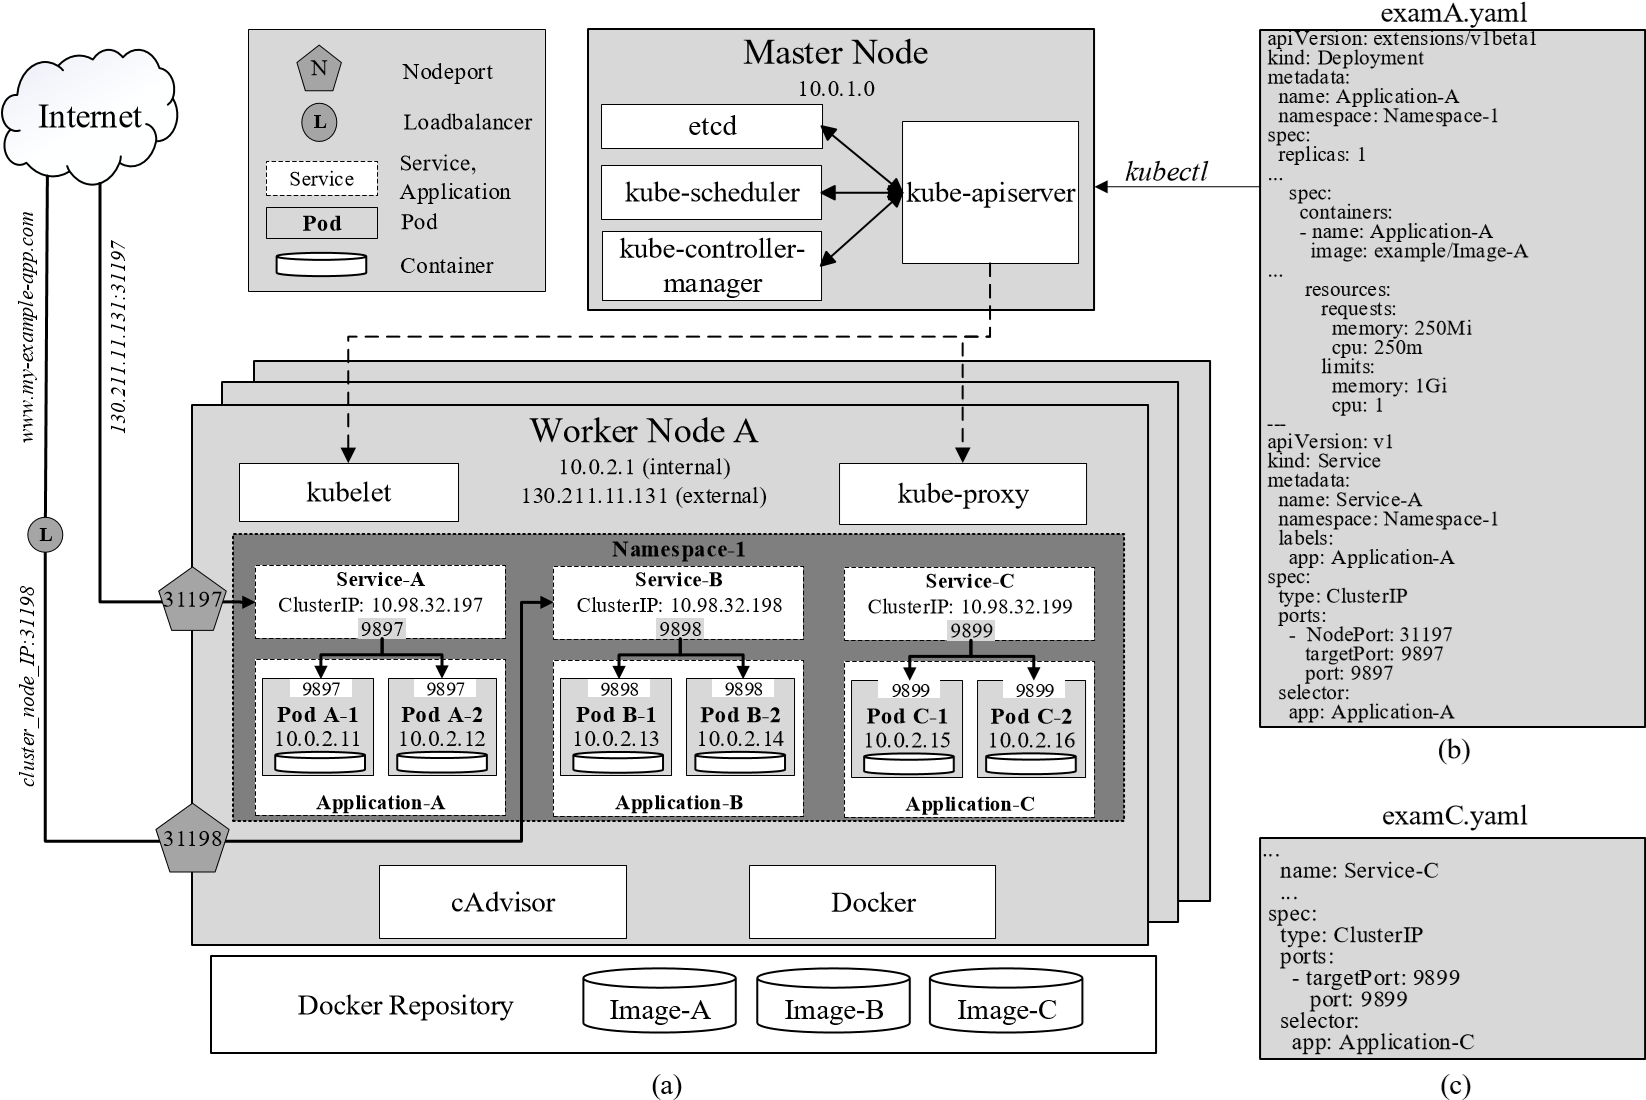 Internet
www.my-example-app.com
130.211.11.131:31197
L
cluster_node_IP:31198
N
Nodeport
L
Loadbalancer
Service
Service,
Application
Pod
Pod
Container
Master Node
10.0.1.0
etcd
kube-scheduler
kube-controller-
manager
kube-apiserver
kubectl
Worker Node A
10.0.2.1 (internal)
130.211.11.131 (external)
kubelet
kube-proxy
Namespace-1
31197
31198
Service-A
ClusterIP: 10.98.32.197
9897
9897
Pod A-1
10.0.2.11
9897
Pod A-2
10.0.2.12
Application-A
Service-B
ClusterIP: 10.98.32.198
9898
9898
Pod B-1
10.0.2.13
9898
Pod B-2
10.0.2.14
Application-B
Service-C
ClusterIP: 10.98.32.199
9899
9899
Pod C-1
10.0.2.15
9899
Pod C-2
10.0.2.16
Application-C
cAdvisor
Docker
Docker Repository
Image-A
Image-B
Image-C
(a)
examA.yaml
apiVersion: extensions/v1beta1
kind: Deployment
metadata:
name: Application-A
namespace: Namespace-1
spec:
replicas: 1
...
spec:
containers:
- name: Application-A
image: example/Image-A
...
resources:
requests:
memory: 250Mi
cpu: 250m
limits:
memory: 1Gi
cpu: 1
---
apiVersion: v1
kind: Service
metadata:
name: Service-A
namespace: Namespace-1
labels:
app: Application-A
spec:
type: ClusterIP
ports:
- NodePort: 31197
targetPort: 9897
port: 9897
selector:
app: Application-A
(b)
examC.yaml
...
name: Service-C
...
spec:
type: ClusterIP
ports:
- targetPort: 9899
port: 9899
selector:
app: Application-C
(c)